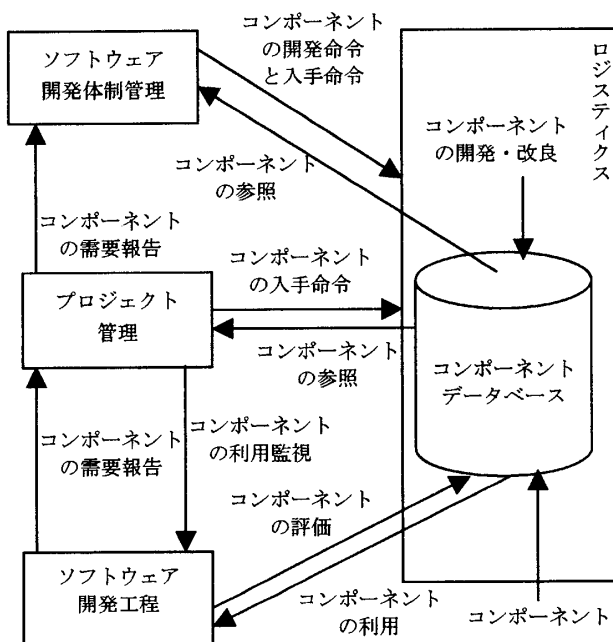 ソフトウェア
開発体制管理
コンポーネント
の開発命令
と入手命令
ロジスティクス
コンポーネント
の開発・改良
コンポーネント
の参照
コンポーネント
の需要報告
コンポーネント
の入手命令
プロジェクト
管理
コンポーネント
の参照
コンポーネント
データベース
コンポーネント
の需要報告
コンポーネント
の利用監視
コンポーネント
の評価
ソフトウェア
開発工程
コンポーネント
の利用
コンポーネント